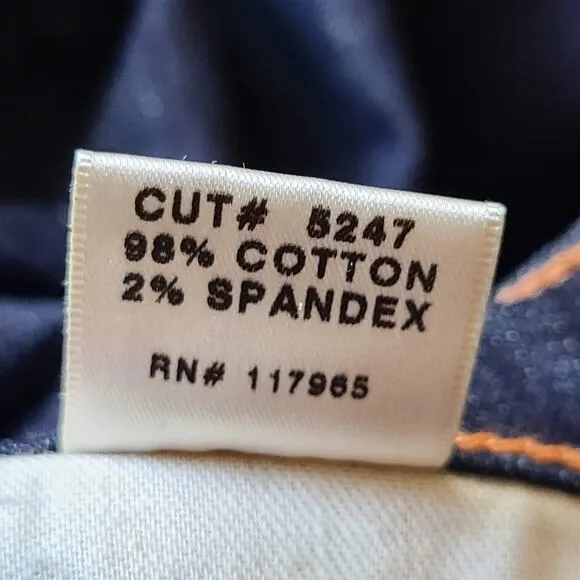 CUT# 5247
98% COTTON
2% SPANDEX
RN# 117965